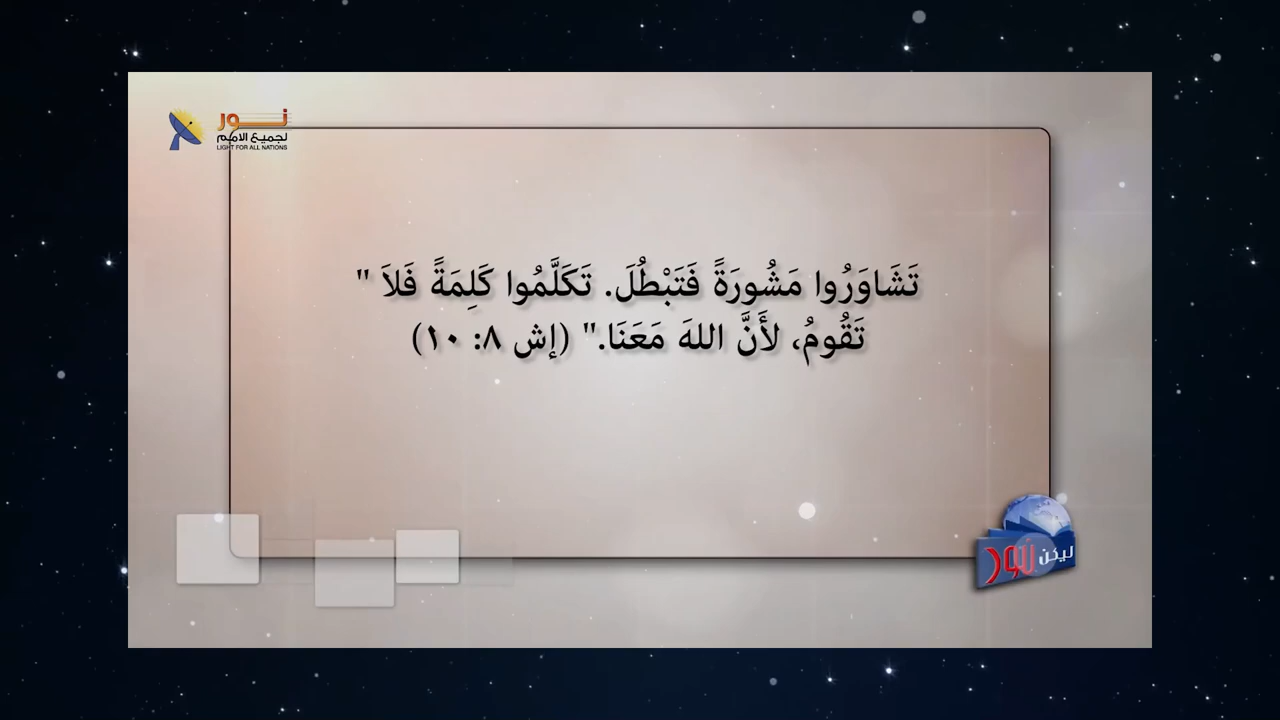 نور
لجميع الامم
LIGHT FOR ALL NATIONS
" تَشَاوَرُوا مَشُورَةً فَتَبْطُلَ. تَكَلَّمُوا كَلِمَةً فَلاَ
تَقُومُ، لأَنَّ اللهَ مَعَنَا." (إش ٨: ١٠)
ليكن نور